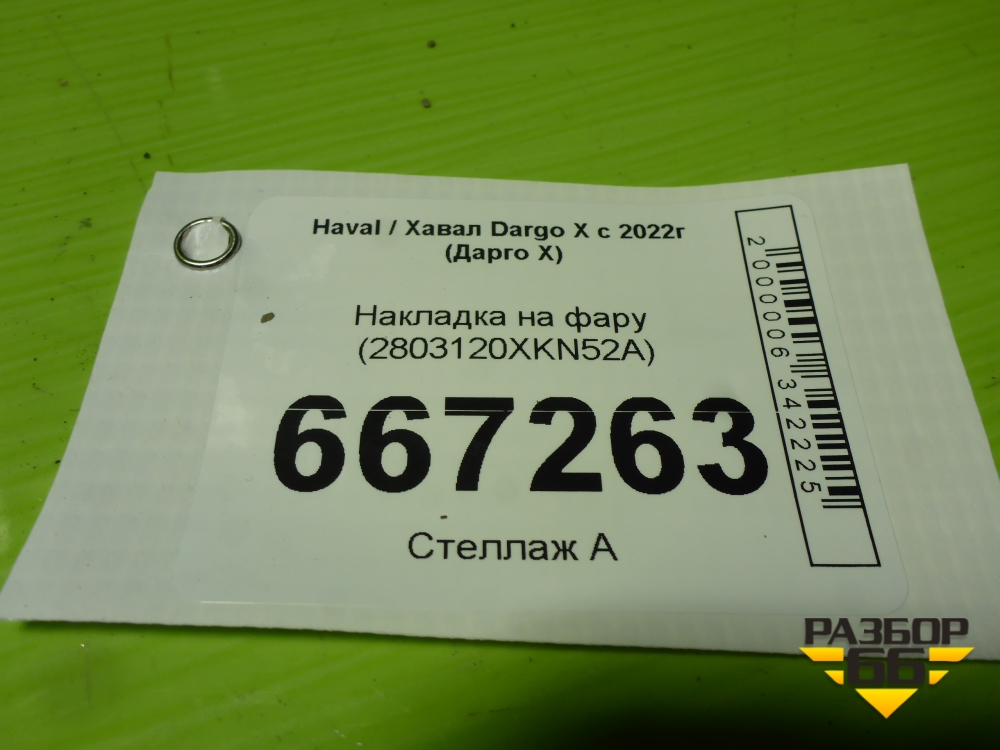 Haval / Хавал Dargo X с 2022г
(Дарго Х)
Накладка на фару
(2803120XKN52A)
667263
Стеллаж А
2000006342225
РАЗБОР
66